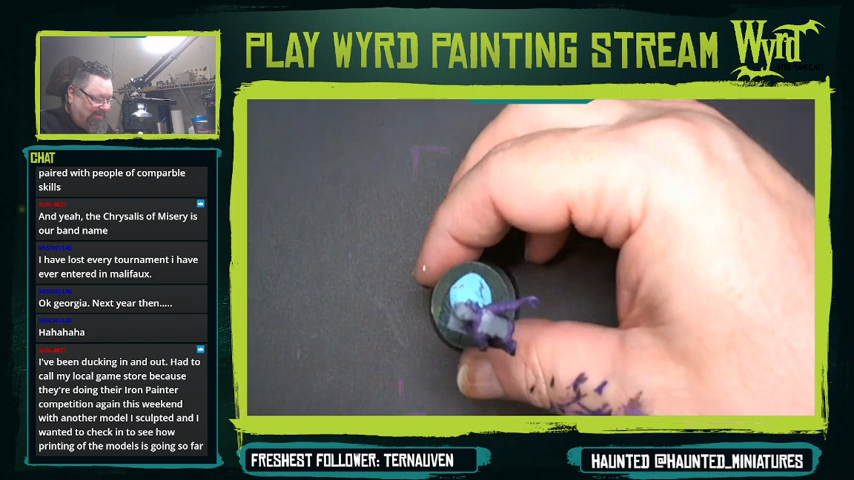 PLAY WYRD PAINTING STREAM
Wyrd
CHAT
paired with people of comparble
skills
And yeah, the Chrysalis of Misery is
our band name
I have lost every tournament i have
ever entered in malifaux.
Ok georgia. Next year then.....
Hahahaha
I've been ducking in and out. Had to
call my local game store because
they're doing their Iron Painter
competition again this weekend
with another model I sculpted and I
wanted to check in to see how
printing of the models is going so far
FRESHEST FOLLOWER: TERNAUVEN
HAUNTED @HAUNTED_MINIATURES